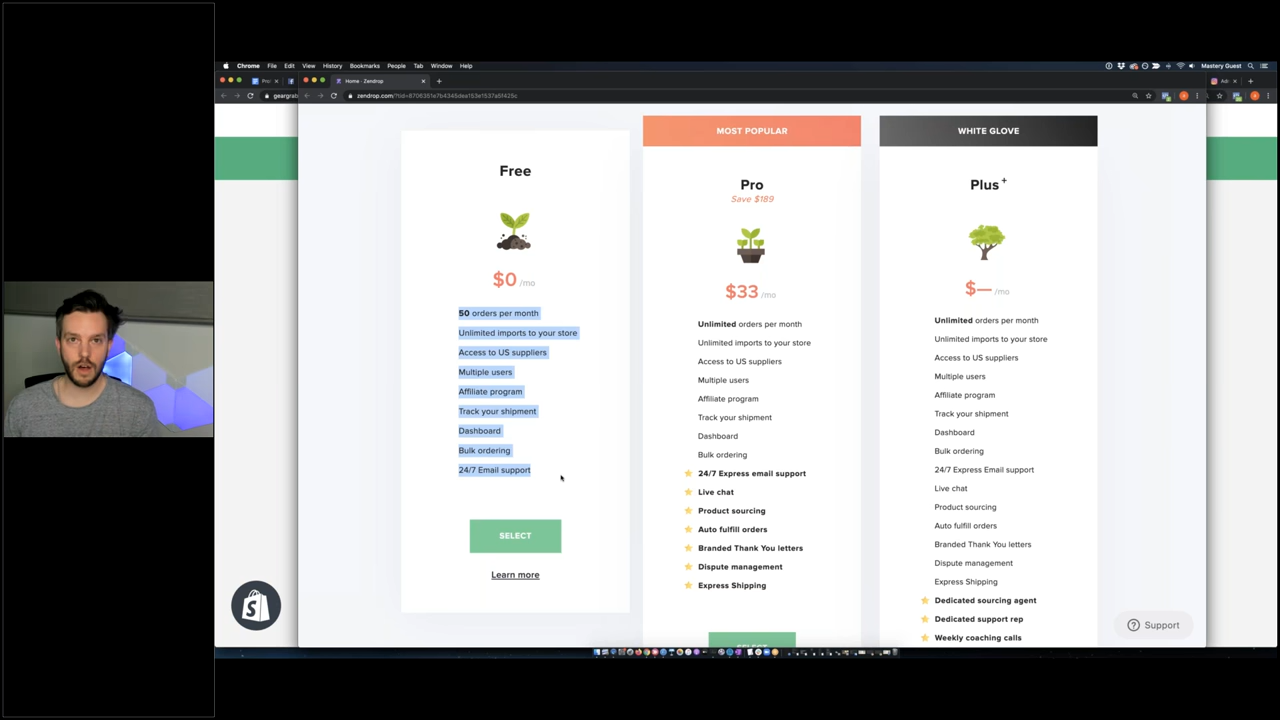 Chrome File Edit View History Bookmarks People Tab Window Help
Mastery Guest
Home - Zendrop
geargrab
Free
$0 /mo
50 orders per month
Unlimited imports to your store
Access to US suppliers
Multiple users
Affiliate program
Track your shipment
Dashboard
Bulk ordering
24/7 Email support
SELECT
Learn more
MOST POPULAR
Pro
Save $189
$33 /mo
Unlimited orders per month
Unlimited imports to your store
Access to US suppliers
Multiple users
Affiliate program
Track your shipment
Dashboard
Bulk ordering
24/7 Express email support
Live chat
Product sourcing
Auto fulfill orders
Branded Thank You letters
Dispute management
Express Shipping
WHITE GLOVE
Plus +
$— /mo
Unlimited orders per month
Unlimited imports to your store
Access to US suppliers
Multiple users
Affiliate program
Track your shipment
Dashboard
Bulk ordering
24/7 Express Email support
Live chat
Product sourcing
Auto fulfill orders
Branded Thank You letters
Dispute management
Express Shipping
Dedicated sourcing agent
Dedicated support rep
Weekly coaching calls
Support